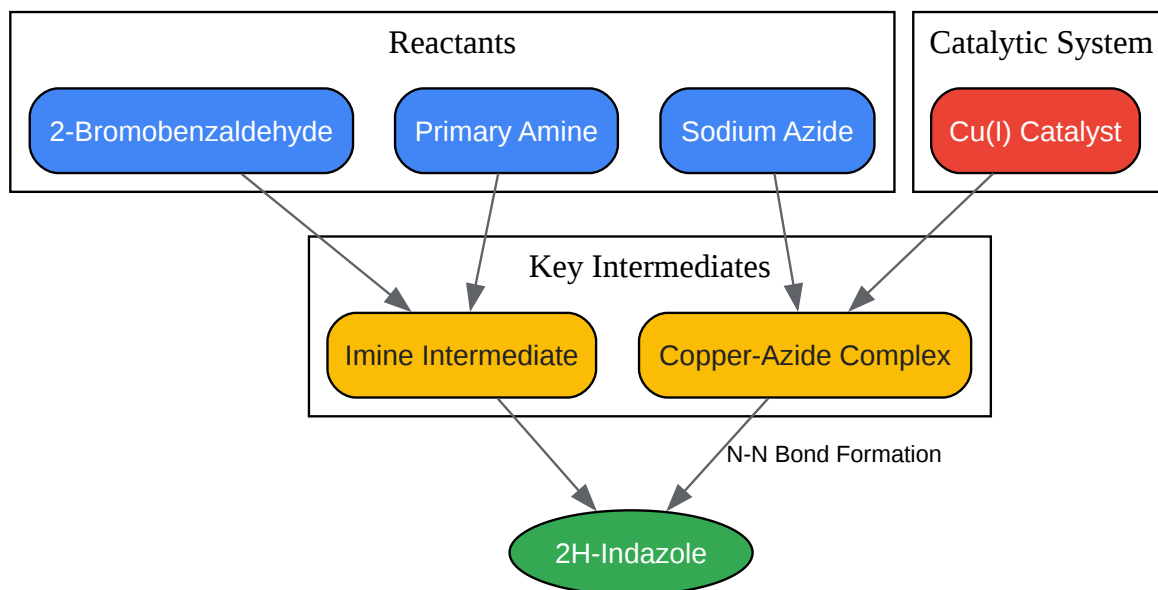 Reactants
Catalytic System
2-Bromobenzaldehyde
Primary Amine
Sodium Azide
Cu(I) Catalyst
Key Intermediates
Imine Intermediate
Copper-Azide Complex
N-N Bond Formation
2H-Indazole